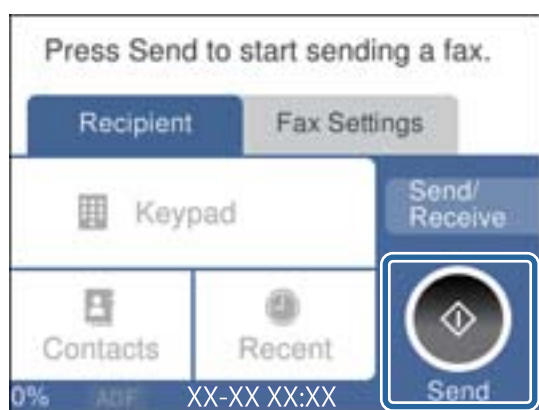 Press Send to start sending a fax.
Recipient
Fax Settings
Keypad
Send/
Receive
Contacts
Recent
Send
0% ADF XX-XX XX:XX